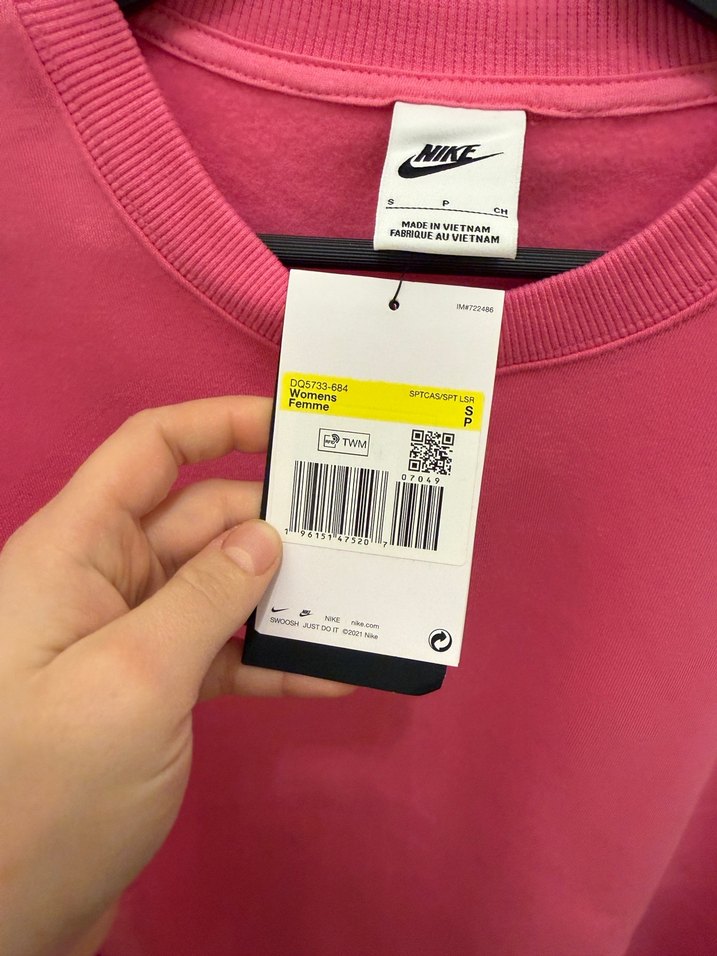 NIKE
S P CH
MADE IN VIETNAM
FABRIQUE AU VIETNAM
IM#722486
DQ5733-684 SPTCAS/SPT LSR
Womens S
Femme P
RFID TWM
07049
1 96151 47520 7
NIKE nike.com
SWOOSH JUST DO IT ©2021 Nike